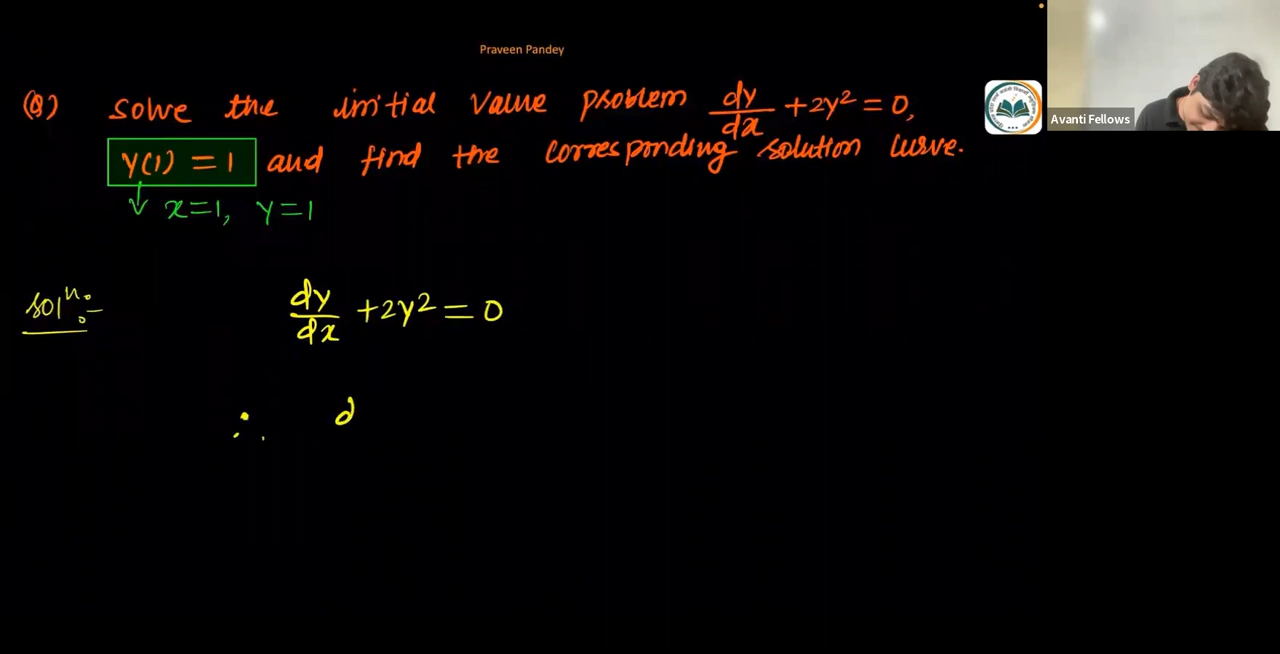 Praveen Pandey
(Q) Solve the initial value problem dy/dx + 2y² = 0,
y(1) = 1 and find the corresponding solution curve.
↓ x=1, y=1
Solⁿ:-
dy/dx + 2y² = 0
∴ d
Avanti Fellows